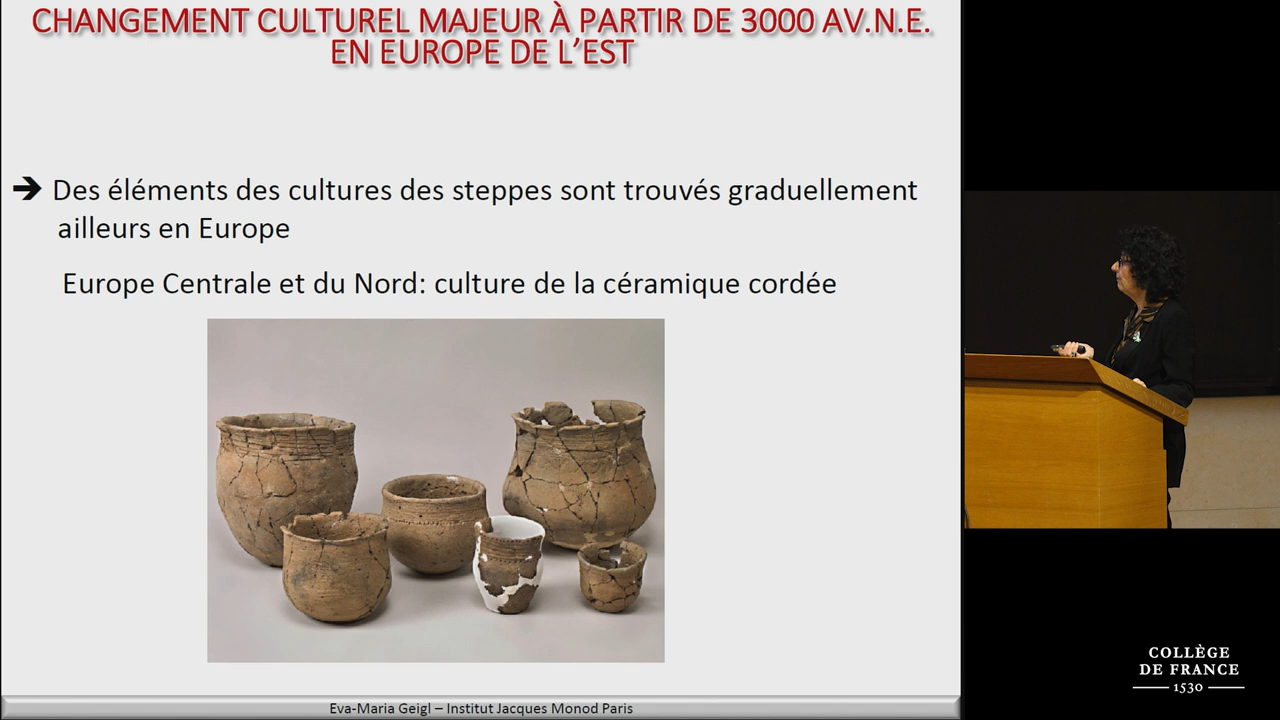 CHANGEMENT CULTUREL MAJEUR À PARTIR DE 3000 AV.N.E.
EN EUROPE DE L'EST
➔ Des éléments des cultures des steppes sont trouvés graduellement
ailleurs en Europe
Europe Centrale et du Nord: culture de la céramique cordée
Eva-Maria Geigl – Institut Jacques Monod Paris
COLLÈGE
DE FRANCE
1530